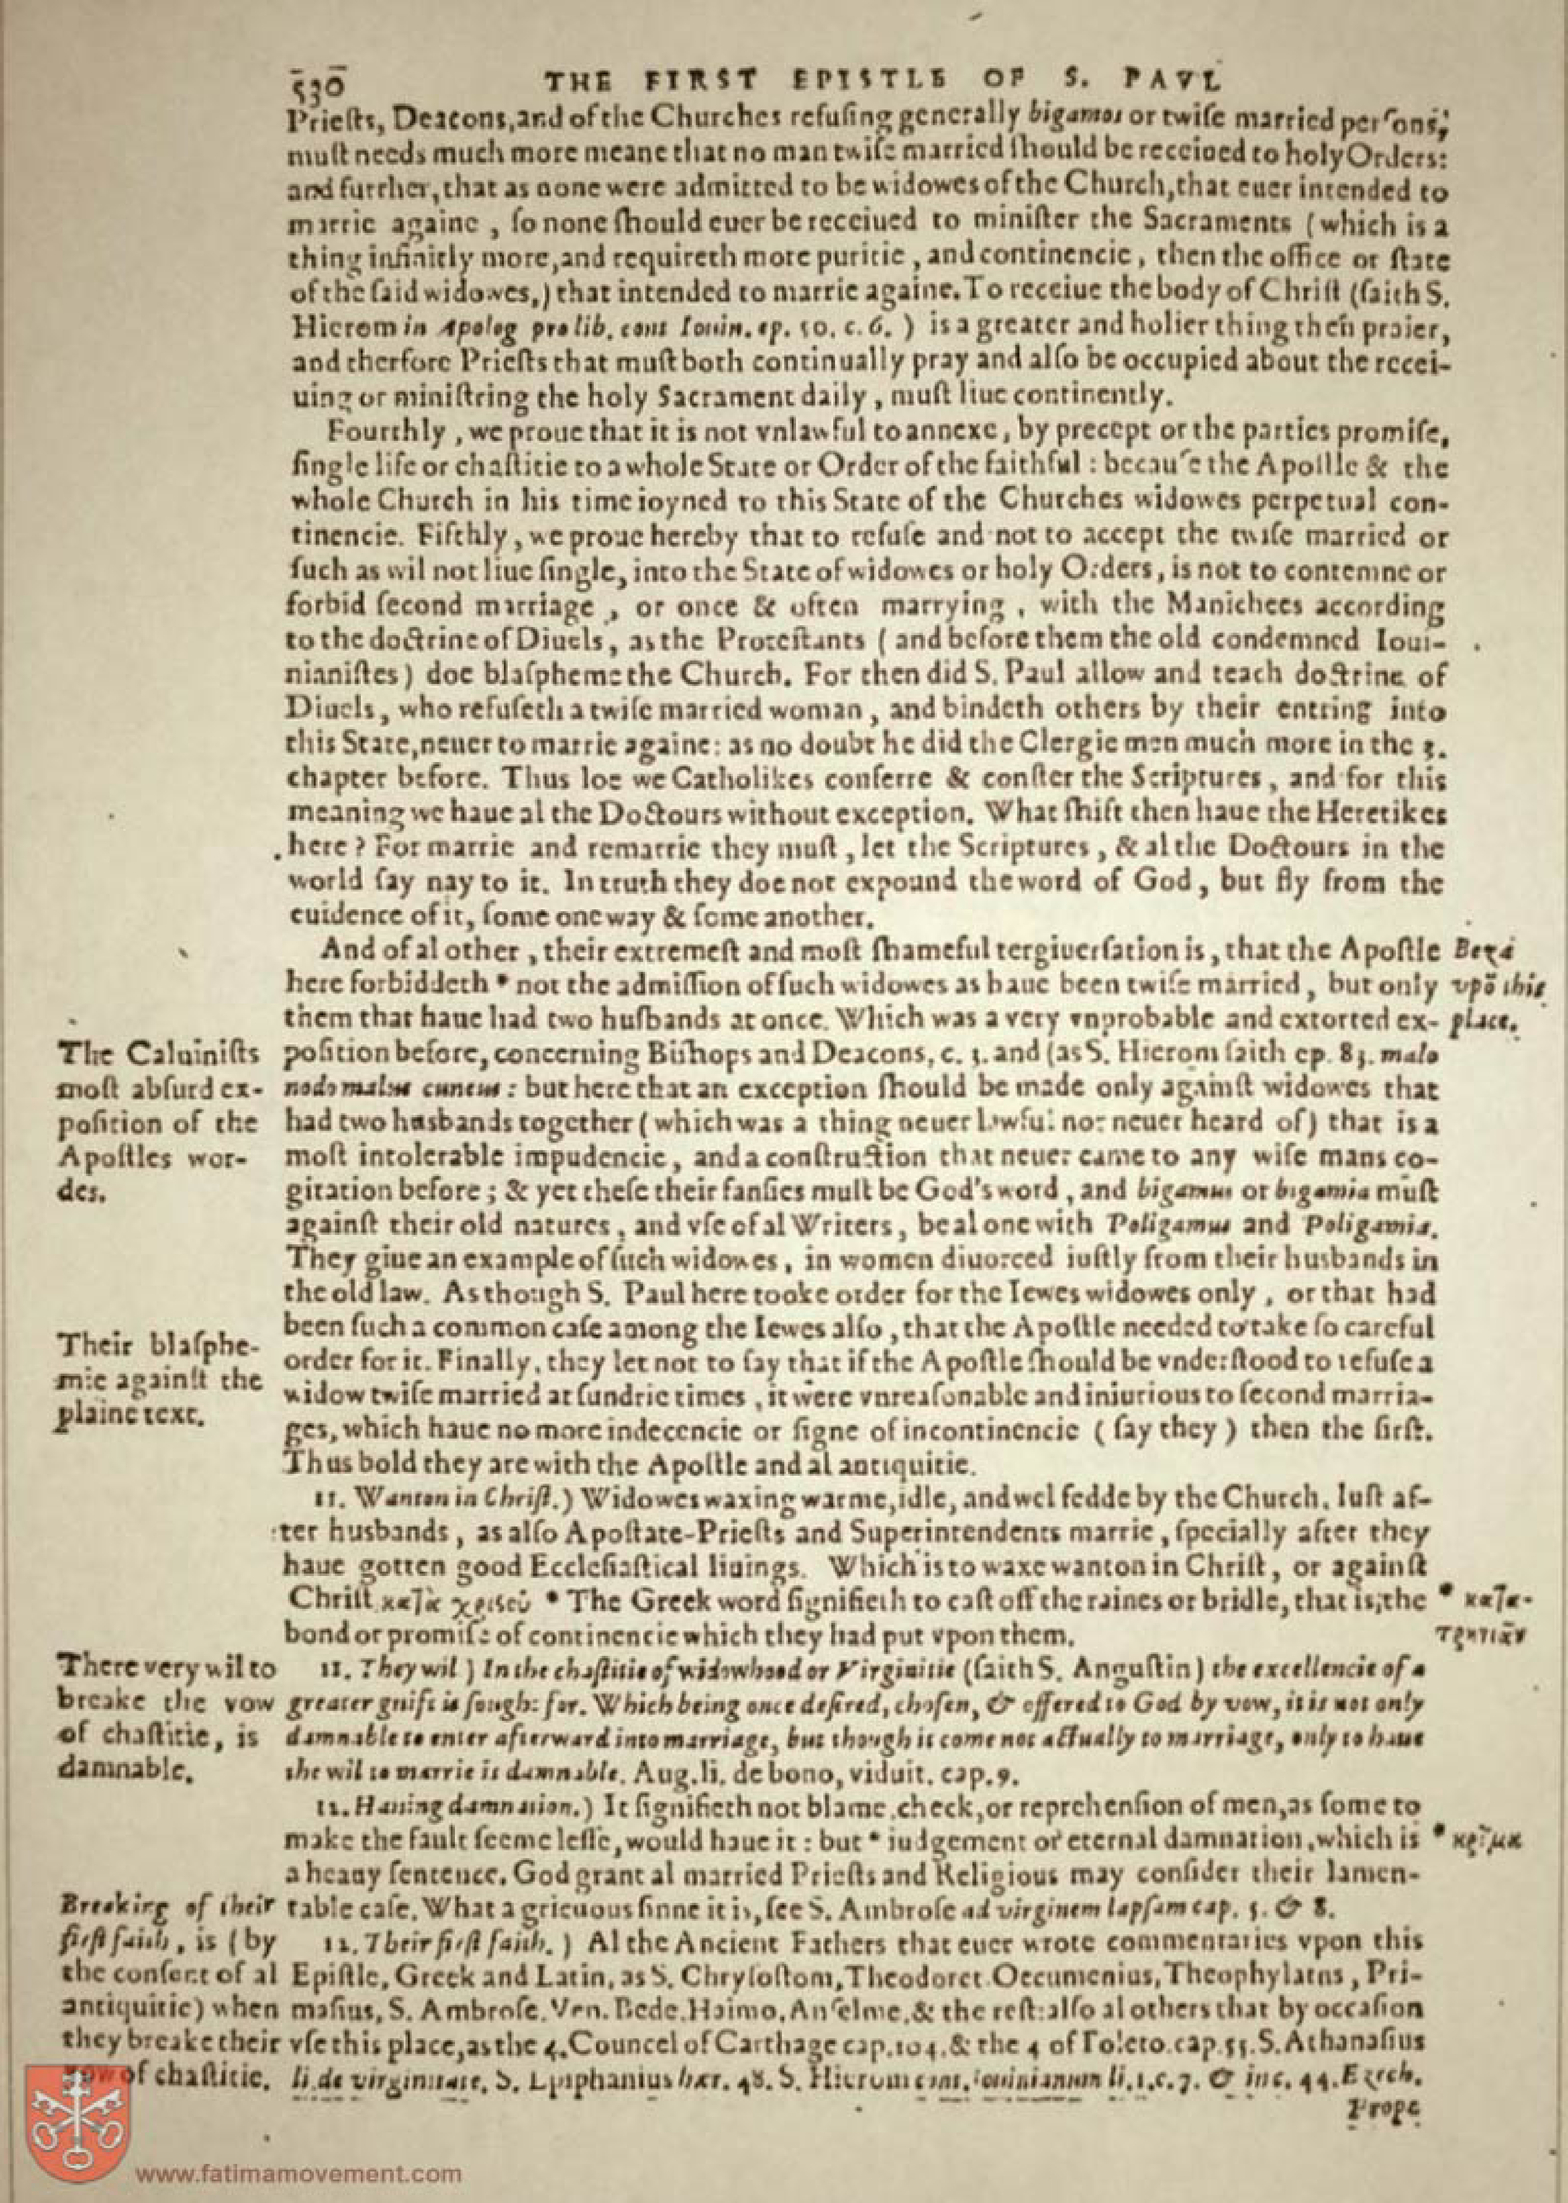 530 THE FIRST EPISTLE OF S. PAVL
Prieſts, Deacons, and of the Churches refuſing generally bigamos or twiſe married perſons;
muſt needs much more meane that no man twiſe married ſhould be receiued to holy Orders:
and further, that as none were admitted to be widowes of the Church, that euer intended to
marrie againe, ſo none ſhould euer be receiued to miniſter the Sacraments (which is a
thing infinitly more, and requireth more puritie, and continencie, then the office or ſtate
of the ſaid widowes,) that intended to marrie againe. To receiue the body of Chriſt (ſaith S.
Hierom in Apolog pro lib. cont Iouin. ep. 50. c. 6.) is a greater and holier thing then praier,
and therfore Prieſts that muſt both continually pray and alſo be occupied about the recei-
uing or miniſtring the holy Sacrament daily, muſt liue continently.
Fourthly, we proue that it is not vnlawful to annexe, by precept or the parties promiſe,
ſingle life or chaſtitie to a whole State or Order of the faithful: becauſe the Apoſtle & the
whole Church in his time ioyned to this State of the Churches widowes perpetual con-
tinencie. Fifthly, we proue hereby that to refuſe and not to accept the twiſe married or
ſuch as wil not liue ſingle, into the State of widowes or holy Orders, is not to contemne or
forbid ſecond marriage, or once & often marrying, with the Manichees according
to the doctrine of Diuels, as the Proteſtants (and before them the old condemned Ioui-
nianiſtes) doe blaſpheme the Church. For then did S. Paul allow and teach doctrine of
Diuels, who refuſeth a twiſe married woman, and bindeth others by their entring into
this State, neuer to marrie againe: as no doubt he did the Clergie men much more in the 3.
chapter before. Thus loe we Catholikes conferre & conſter the Scriptures, and for this
meaning we haue al the Doctours without exception. What ſhift then haue the Heretikes
here? For marrie and remarrie they muſt, let the Scriptures, & al the Doctours in the
world ſay nay to it. In truth they doe not expound the word of God, but fly from the
euidence of it, ſome one way & ſome another.
And of al other, their extremeſt and moſt ſhameful tergiuerſation is, that the Apoſtle
here forbiddeth * not the admiſſion of ſuch widowes as haue been twiſe married, but only
them that haue had two huſbands at once. Which was a very vnprobable and extorted ex-
Beza
vpō this
place.
The Caluiniſts
moſt abſurd ex-
poſition of the
Apoſtles wor-
des.
poſition before, concerning Biſhops and Deacons, c. 3. and (as S. Hierom ſaith ep. 83. malo
nodo malus cuneus: but here that an exception ſhould be made only againſt widowes that
had two husbands together (which was a thing neuer lawful nor neuer heard of) that is a
moſt intolerable impudencie, and a conſtruction that neuer came to any wiſe mans co-
gitation before; & yet theſe their fanſies muſt be God's word, and bigamus or bigamia muſt
againſt their old natures, and vſe of al Writers, be al one with Poligamus and Poligamia.
They giue an example of ſuch widowes, in women diuorced iuſtly from their husbands in
the old law. As though S. Paul here tooke order for the Iewes widowes only, or that had
been ſuch a common caſe among the Iewes alſo, that the Apoſtle needed to take ſo careful
order for it. Finally, they let not to ſay that if the Apoſtle ſhould be vnderſtood to refuſe a
widow twiſe married at ſundrie times, it were vnreaſonable and iniurious to ſecond marria-
ges, which haue no more indecencie or ſigne of incontinencie (ſay they) then the firſt.
Thus bold they are with the Apoſtle and al antiquitie.
Their blaſphe-
mie againſt the
plaine text.
11. Wanton in Chriſt.) Widowes waxing warme, idle, and wel fedde by the Church, luſt af-
ter husbands, as alſo Apoſtate-Prieſts and Superintendents marrie, ſpecially after they
haue gotten good Eccleſiaſtical liuings. Which is to waxe wanton in Chriſt, or againſt
Chriſt κατὰ χριστοῦ * The Greek word ſignifieth to caſt off the raines or bridle, that is, the
bond or promiſe of continencie which they had put vpon them.
* κατα-
τρηνιᾶν
There very wil to
breake the vow
of chaſtitie, is
damnable.
11. They wil) In the chaſtitie of widowhood or Virginitie (ſaith S. Auguſtin) the excellencie of a
greater guift is ſought for. Which being once deſired, choſen, & offered to God by vow, it is not only
damnable to enter afterward into marriage, but though it come not actually to marriage, only to haue
the wil to marrie is damnable. Aug. li. de bono, viduit. cap. 9.
12. Hauing damnation.) It ſignifieth not blame, check, or reprehenſion of men, as ſome to
make the fault ſeeme leſſe, would haue it: but * iudgement or eternal damnation, which is
a heauy ſentence. God grant al married Prieſts and Religious may conſider their lamen-
table caſe. What a grieuous ſinne it is, ſee S. Ambroſe ad virginem lapſam cap. 5. & 8.
* κρῖμα
Breaking of their
firſt faith, is (by
the conſent of al
antiquitie) when
they breake their
vow of chaſtitie.
12. Their firſt faith.) Al the Ancient Fathers that euer wrote commentaries vpon this
Epiſtle, Greek and Latin, as S. Chryſoſtom, Theodoret, Oecumenius, Theophylatns, Pri-
maſius, S. Ambroſe, Ven. Bede, Haimo, Anſelme, & the reſt: alſo al others that by occaſion
vſe this place, as the 4. Councel of Carthage cap. 104. & the 4 of Toleto. cap. 55. S. Athanaſius
li. de virginitate, S. Epiphanius hær. 48. S. Hierom cont. Iouinianum li. 1. c. 7. & in c. 44. Ezech.
Prope
www.fatimamovement.com